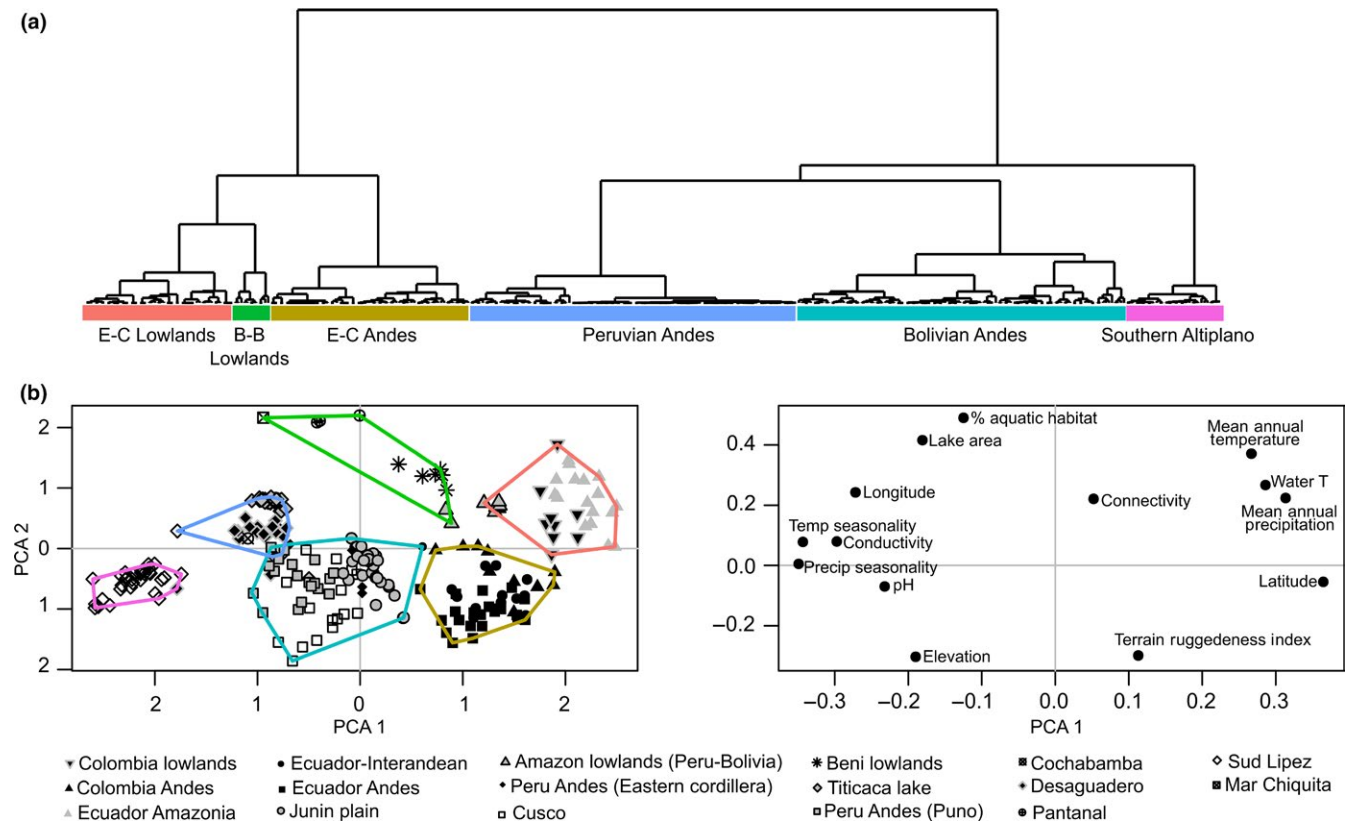 (a)
E-C Lowlands
B-B
Lowlands
E-C Andes
Peruvian Andes
Bolivian Andes
Southern Altiplano
(b)
PCA 2
2
1
0
1
2
2
1
0
1
2
PCA 1
0.4
0.2
0.0
−0.2
% aquatic habitat
Lake area
Mean annual
temperature
Longitude
Connectivity
Water T
Mean annual
precipitation
Temp seasonality
Conductivity
Precip seasonality
pH
Latitude
Elevation
Terrain ruggedeness index
−0.3
−0.2
−0.1
0.0
0.1
0.2
0.3
PCA 1
Colombia lowlands
Colombia Andes
Ecuador Amazonia
Ecuador-Interandean
Ecuador Andes
Junin plain
Amazon lowlands (Peru-Bolivia)
Peru Andes (Eastern cordillera)
Cusco
Beni lowlands
Titicaca lake
Peru Andes (Puno)
Cochabamba
Desaguadero
Pantanal
Sud Lipez
Mar Chiquita